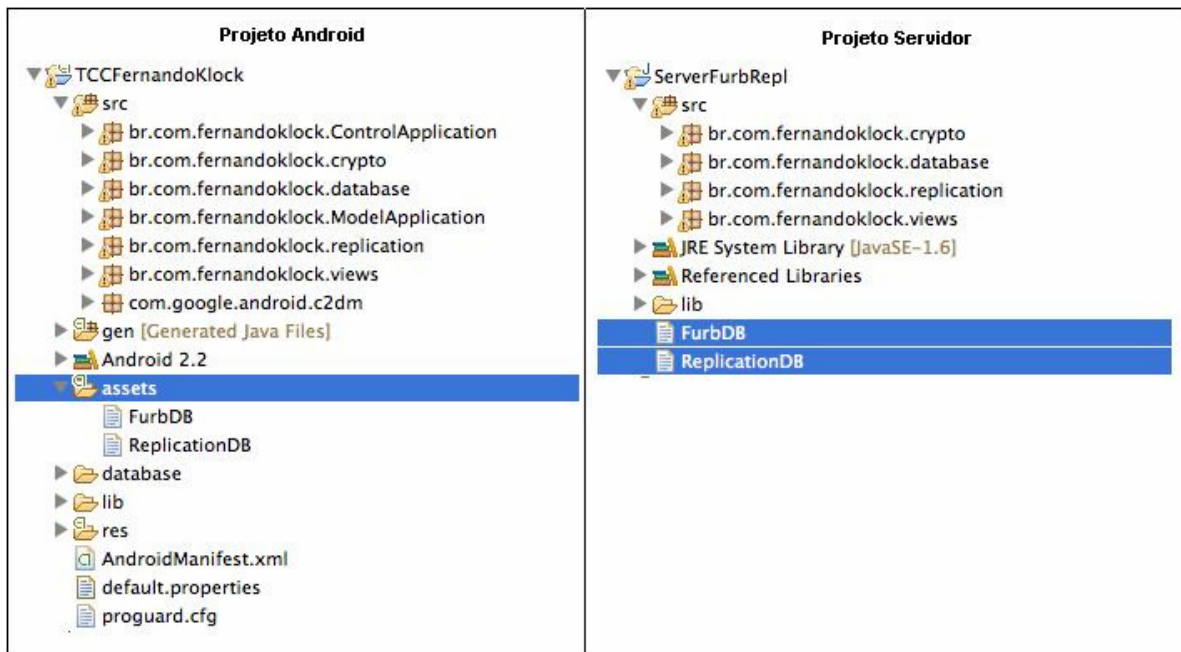 Projeto Android
TCCFernandoKlock
src
br.com.fernandoklock.ControlApplication
br.com.fernandoklock.crypto
br.com.fernandoklock.database
br.com.fernandoklock.ModelApplication
br.com.fernandoklock.replication
br.com.fernandoklock.views
com.google.android.c2dm
gen [Generated Java Files]
Android 2.2
assets
FurbDB
ReplicationDB
database
lib
res
AndroidManifest.xml
default.properties
proguard.cfg
Projeto Servidor
ServerFurbRepl
src
br.com.fernandoklock.crypto
br.com.fernandoklock.database
br.com.fernandoklock.replication
br.com.fernandoklock.views
JRE System Library [JavaSE-1.6]
Referenced Libraries
lib
FurbDB
ReplicationDB